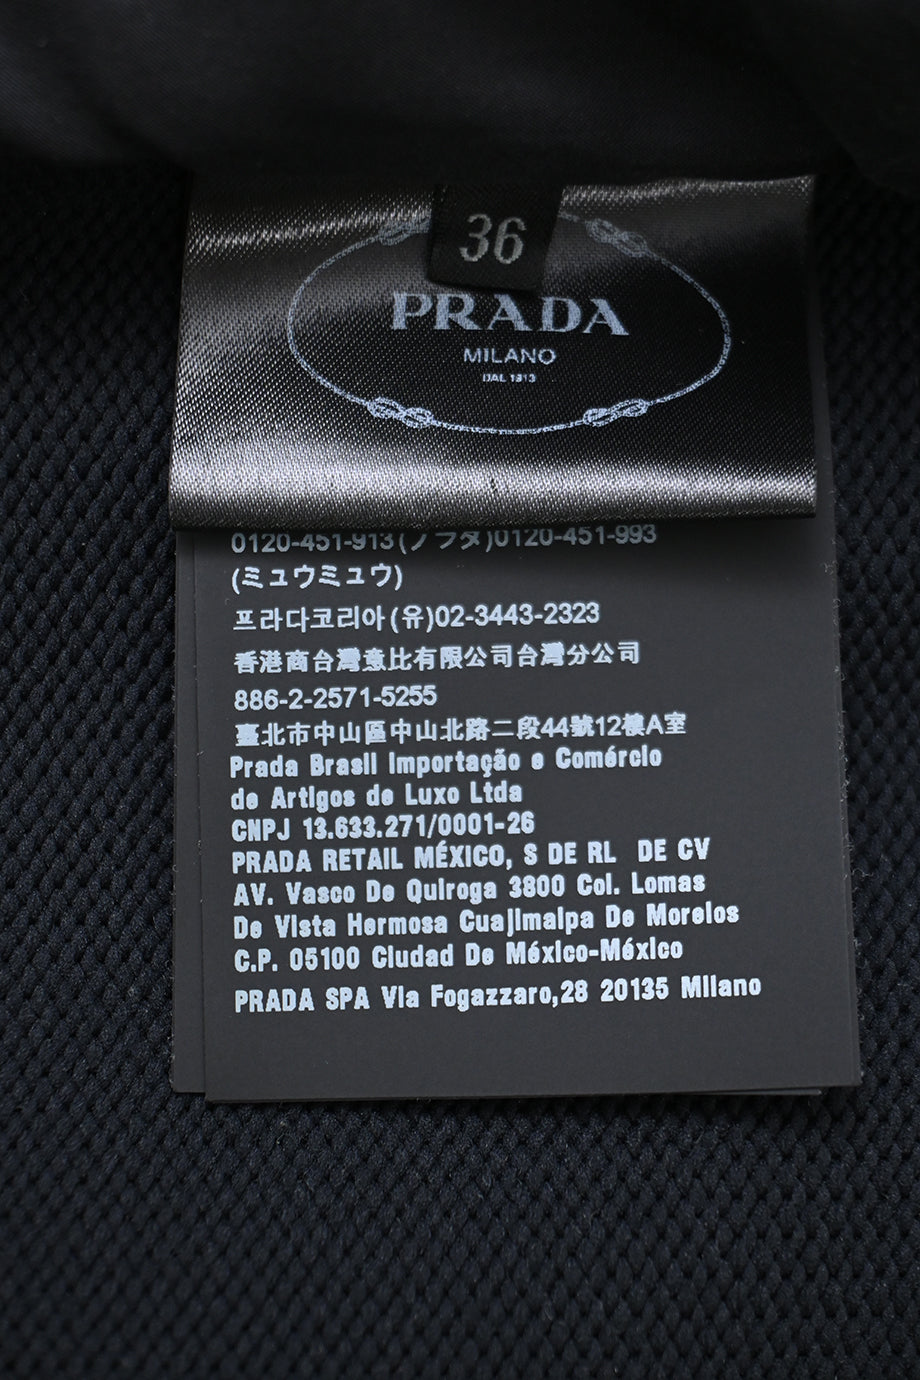 36
PRADA
MILANO
DAL 1913
0120-451-913(プラダ)0120-451-993
(ミュウミュウ)
프라다코리아(유)02-3443-2323
香港商台灣意比有限公司台灣分公司
886-2-2571-5255
臺北市中山區中山北路二段44號12樓A室
Prada Brasil Importação e Comércio
de Artigos de Luxo Ltda
CNPJ 13.633.271/0001-26
PRADA RETAIL MÉXICO, S DE RL DE CV
AV. Vasco De Quiroga 3800 Col. Lomas
De Vista Hermosa Cuajimalpa De Morelos
C.P. 05100 Ciudad De México-México
PRADA SPA Via Fogazzaro,28 20135 Milano